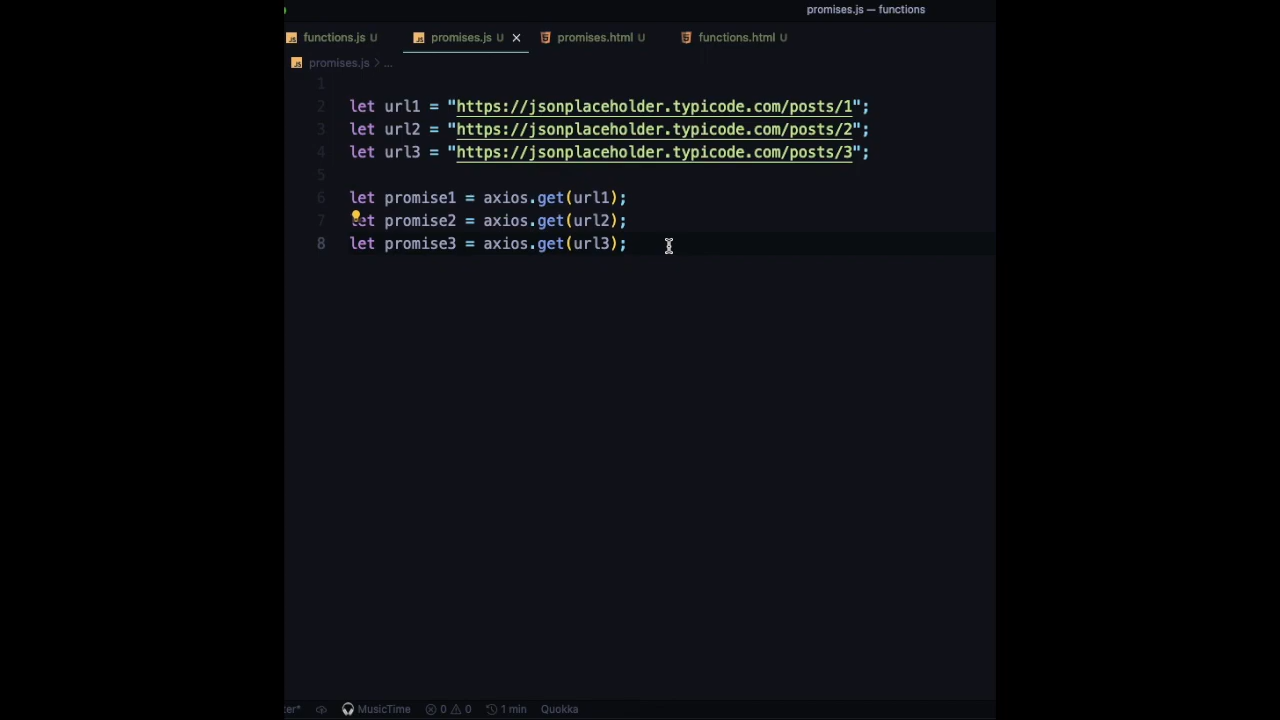 promises.js — functions
functions.js U promises.js U promises.html U functions.html U
promises.js > ...
1
2 let url1 = "https://jsonplaceholder.typicode.com/posts/1";
3 let url2 = "https://jsonplaceholder.typicode.com/posts/2";
4 let url3 = "https://jsonplaceholder.typicode.com/posts/3";
5
6 let promise1 = axios.get(url1);
7 let promise2 = axios.get(url2);
8 let promise3 = axios.get(url3);
ter* MusicTime 0 0 1 min Quokka